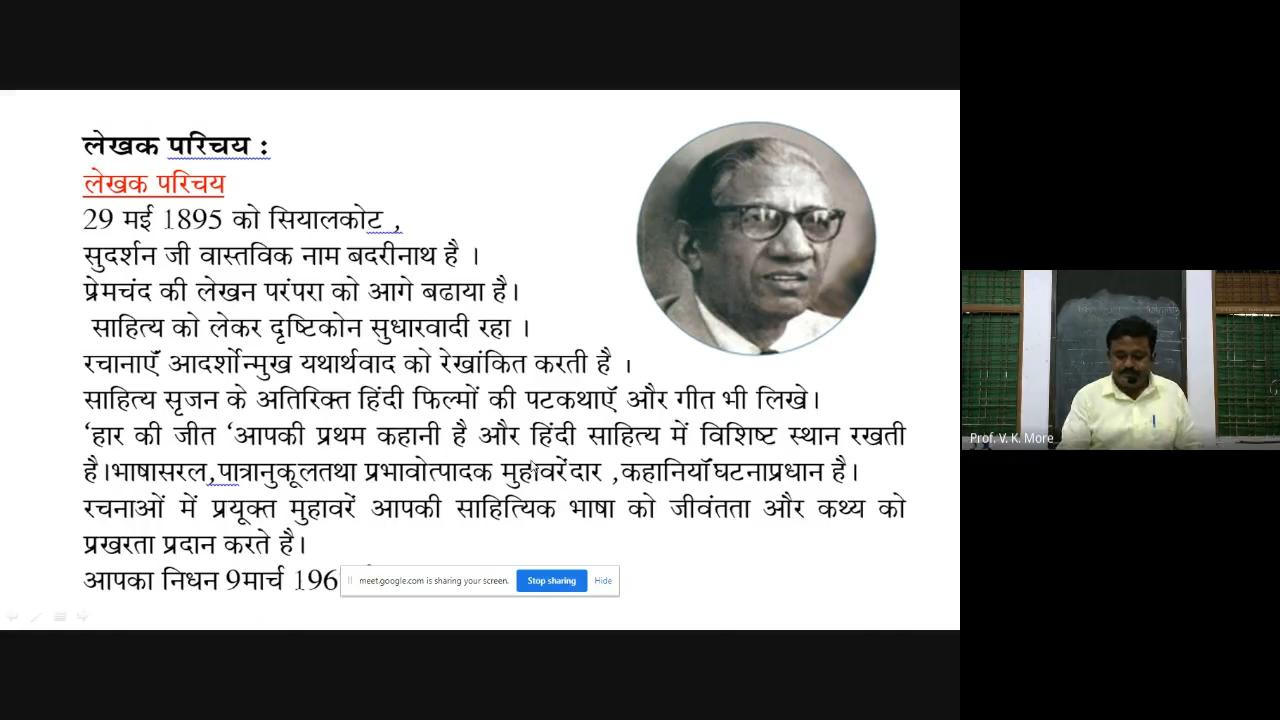 लेखक परिचय :
लेखक परिचय
29 मई 1895 को सियालकोट ,
सुदर्शन जी वास्तविक नाम बदरीनाथ है ।
प्रेमचंद की लेखन परंपरा को आगे बढाया है।
साहित्य को लेकर दृष्टिकोन सुधारवादी रहा ।
रचानाएँ आदर्शोन्मुख यथार्थवाद को रेखांकित करती है ।
साहित्य सृजन के अतिरिक्त हिंदी फिल्मों की पटकथाएँ और गीत भी लिखे।
‘हार की जीत ‘आपकी प्रथम कहानी है और हिंदी साहित्य में विशिष्ट स्थान रखती
है।भाषासरल,पात्रानुकूलतथा प्रभावोत्पादक मुहावरेंदार ,कहानियाँघटनाप्रधान है।
रचनाओं में प्रयूक्त मुहावरें आपकी साहित्यिक भाषा को जीवंतता और कथ्य को
प्रखरता प्रदान करते है।
आपका निधन 9मार्च 196
meet.google.com is sharing your screen. Stop sharing Hide
Prof. V. K. More